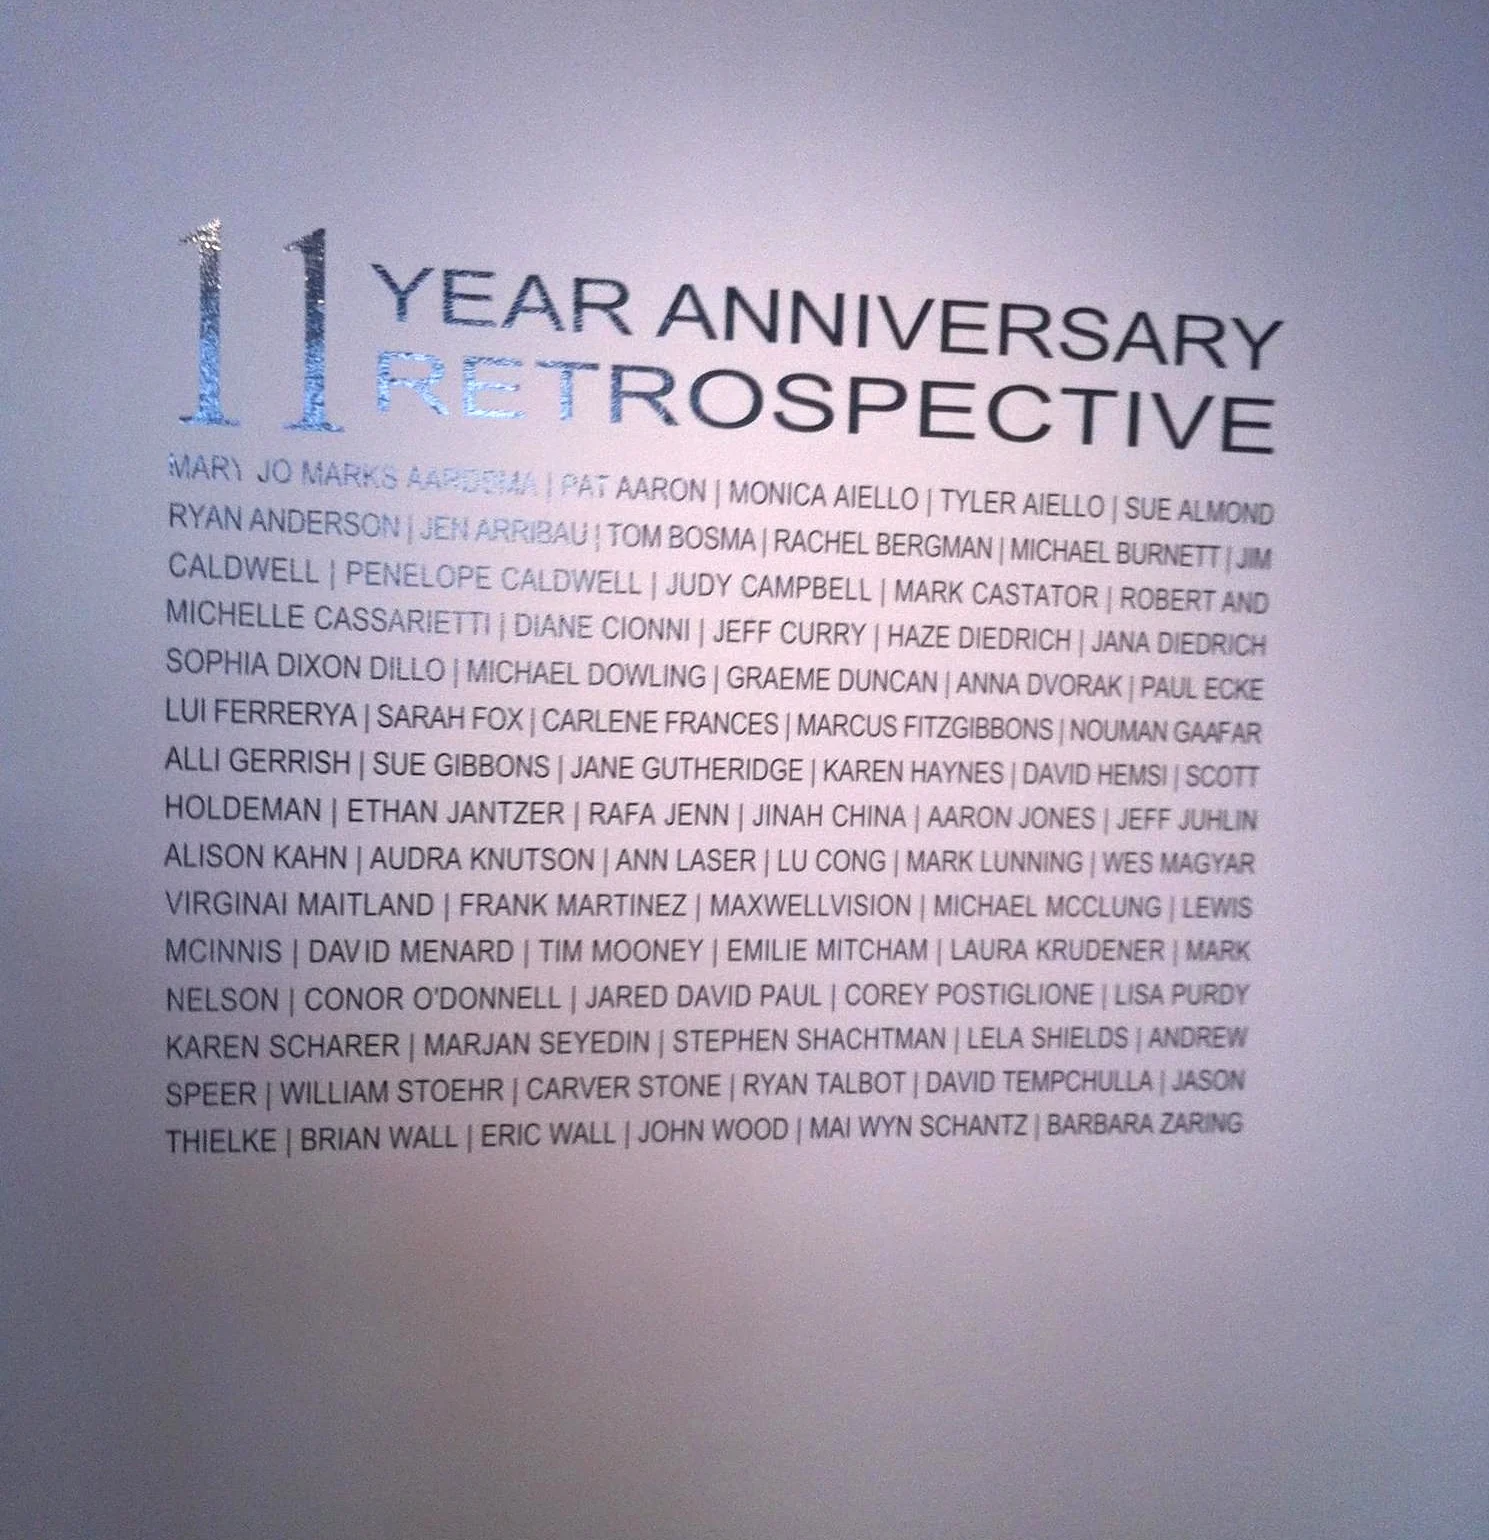 11 YEAR ANNIVERSARY
RETROSPECTIVE
MARY JO MARKS AARDSMA | PAT AARON | MONICA AIELLO | TYLER AIELLO | SUE ALMOND
RYAN ANDERSON | JEN ARRIBAU | TOM BOSMA | RACHEL BERGMAN | MICHAEL BURNETT | JIM
CALDWELL | PENELOPE CALDWELL | JUDY CAMPBELL | MARK CASTATOR | ROBERT AND
MICHELLE CASSARIETTI | DIANE CIONNI | JEFF CURRY | HAZE DIEDRICH | JANA DIEDRICH
SOPHIA DIXON DILLO | MICHAEL DOWLING | GRAEME DUNCAN | ANNA DVORAK | PAUL ECKE
LUI FERRERYA | SARAH FOX | CARLENE FRANCES | MARCUS FITZGIBBONS | NOUMAN GAAFAR
ALLI GERRISH | SUE GIBBONS | JANE GUTHERIDGE | KAREN HAYNES | DAVID HEMSI | SCOTT
HOLDEMAN | ETHAN JANTZER | RAFA JENN | JINAH CHINA | AARON JONES | JEFF JUHLIN
ALISON KAHN | AUDRA KNUTSON | ANN LASER | LU CONG | MARK LUNNING | WES MAGYAR
VIRGINAI MAITLAND | FRANK MARTINEZ | MAXWELLVISION | MICHAEL MCCLUNG | LEWIS
MCINNIS | DAVID MENARD | TIM MOONEY | EMILIE MITCHAM | LAURA KRUDENER | MARK
NELSON | CONOR O'DONNELL | JARED DAVID PAUL | COREY POSTIGLIONE | LISA PURDY
KAREN SCHARER | MARJAN SEYEDIN | STEPHEN SHACHTMAN | LELA SHIELDS | ANDREW
SPEER | WILLIAM STOEHR | CARVER STONE | RYAN TALBOT | DAVID TEMPCHULLA | JASON
THIELKE | BRIAN WALL | ERIC WALL | JOHN WOOD | MAI WYN SCHANTZ | BARBARA ZARING